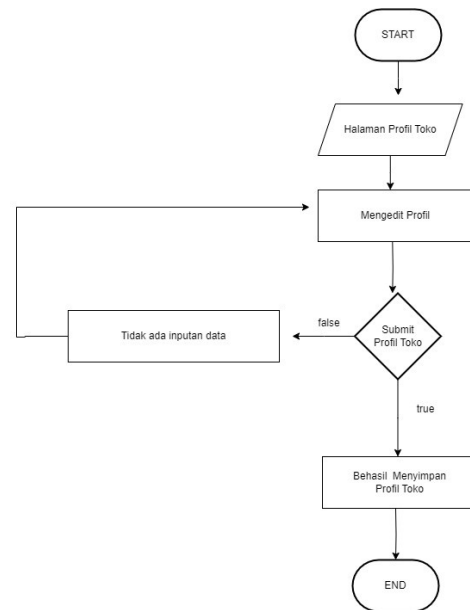 START
Halaman Profil Toko
Mengedit Profil
false
Tidak ada inputan data
Submit
Profil Toko
true
Behasil Menyimpan
Profil Toko
END